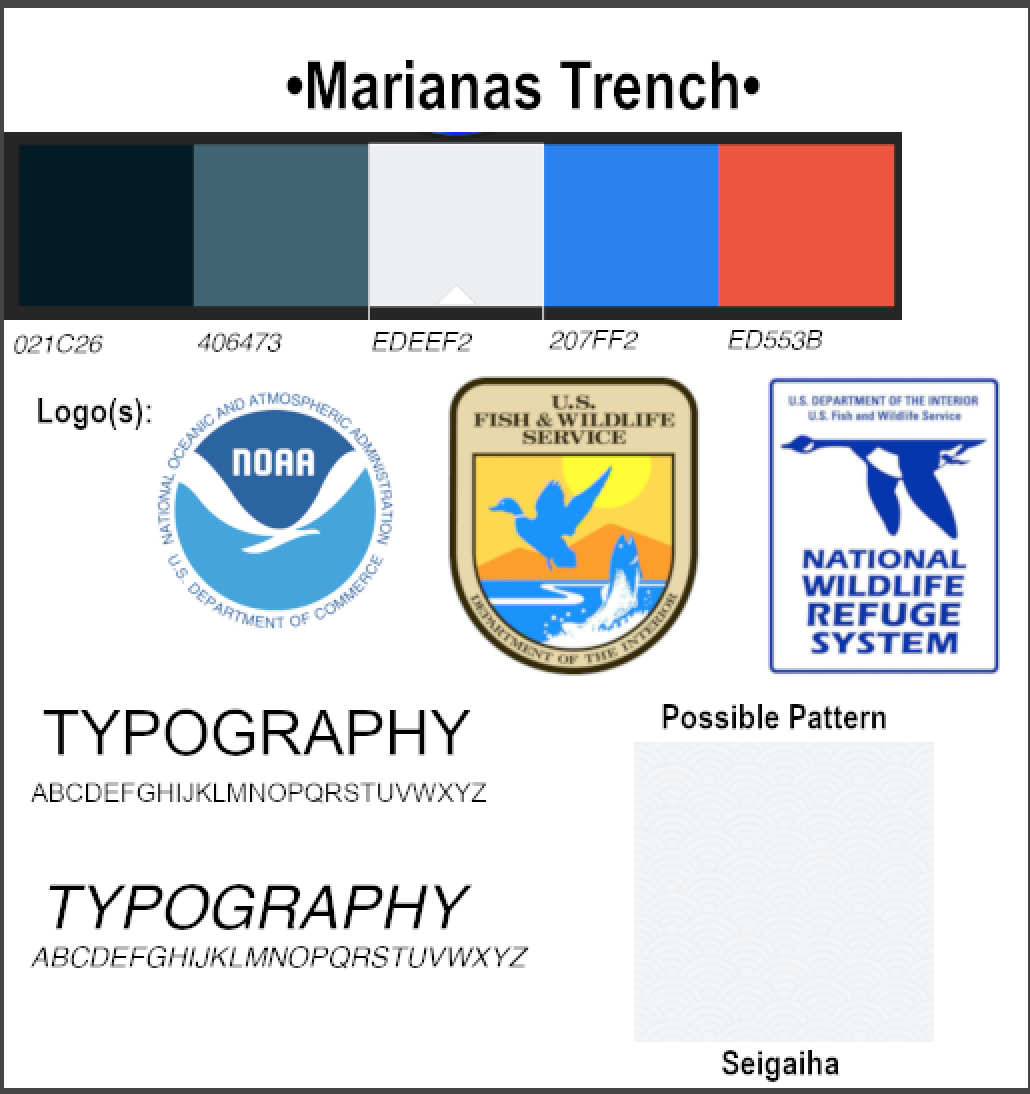 •Marianas Trench•
021C26
406473
EDEEF2
207FF2
ED553B
Logo(s):
NATIONAL OCEANIC AND ATMOSPHERIC ADMINISTRATION
NOAA
U.S. DEPARTMENT OF COMMERCE
U.S.
FISH & WILDLIFE
SERVICE
DEPARTMENT OF THE INTERIOR
U.S. DEPARTMENT OF THE INTERIOR
U.S. Fish and Wildlife Service
NATIONAL
WILDLIFE
REFUGE
SYSTEM
TYPOGRAPHY
ABCDEFGHIJKLMNOPQRSTUVWXYZ
TYPOGRAPHY
ABCDEFGHIJKLMNOPQRSTUVWXYZ
Possible Pattern
Seigaiha